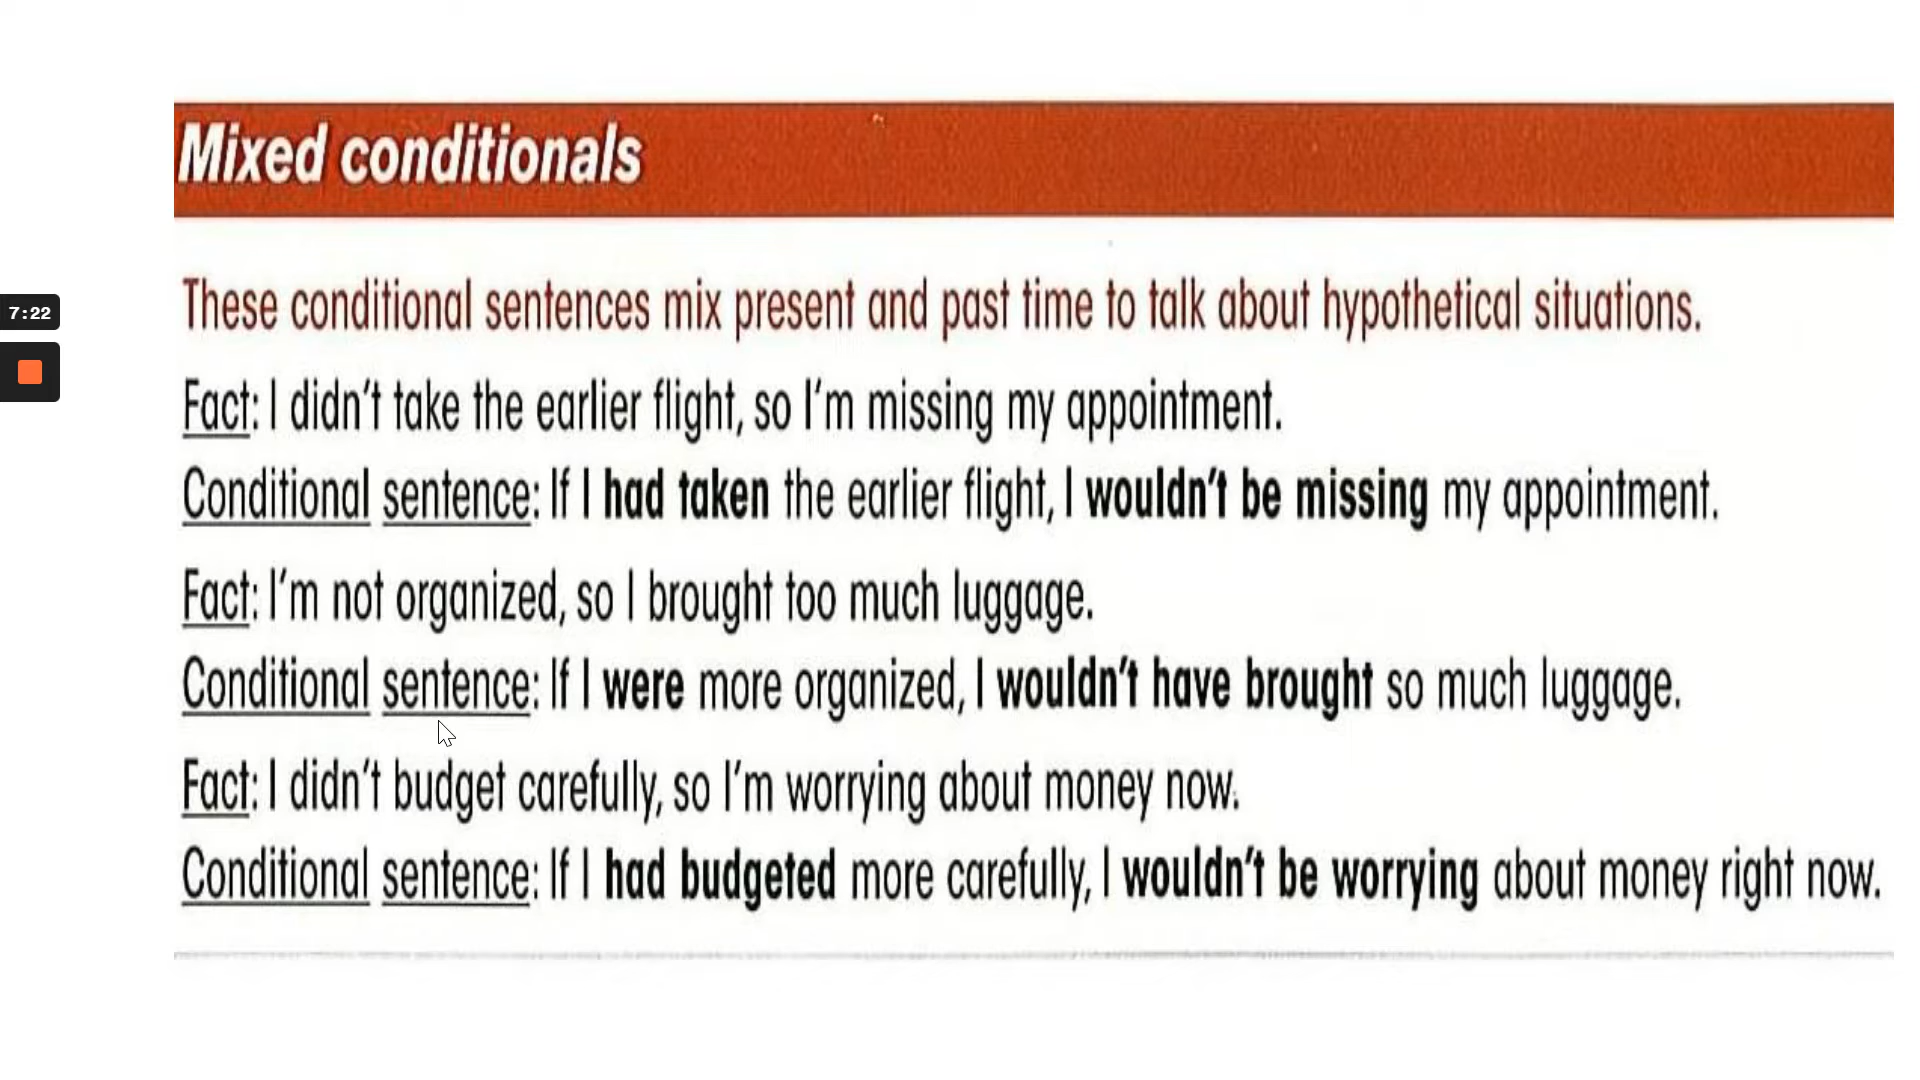 Mixed conditionals
These conditional sentences mix present and past time to talk about hypothetical situations.
7:22
Fact: I didn't take the earlier flight, so I'm missing my appointment.
Conditional sentence: If I had taken the earlier flight, I wouldn't be missing my appointment.
Fact: I'm not organized, so I brought too much luggage.
Conditional sentence: If I were more organized, I wouldn't have brought so much luggage.
Fact: I didn't budget carefully, so I'm worrying about money now.
Conditional sentence: If I had budgeted more carefully, I wouldn't be worrying about money right now.